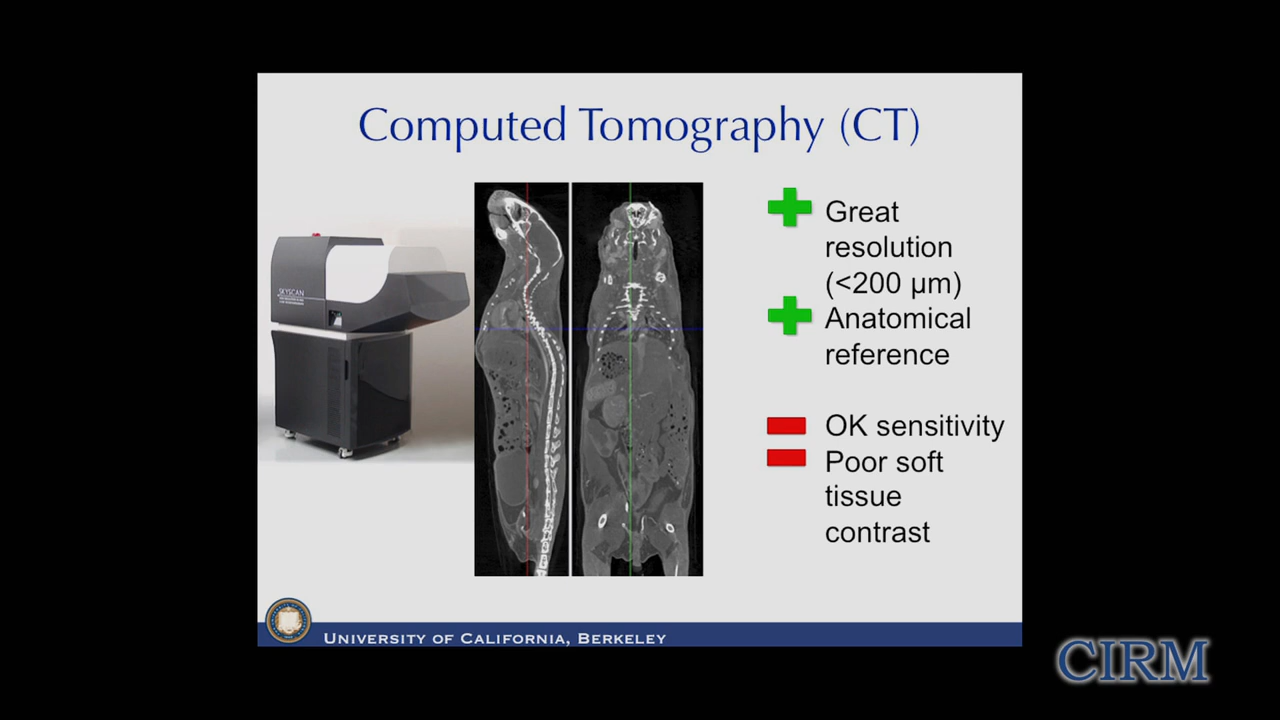 Computed Tomography (CT)
SKYSCAN
Great
resolution
(<200 µm)
Anatomical
reference
OK sensitivity
Poor soft
tissue
contrast
UNIVERSITY OF CALIFORNIA, BERKELEY
CIRM